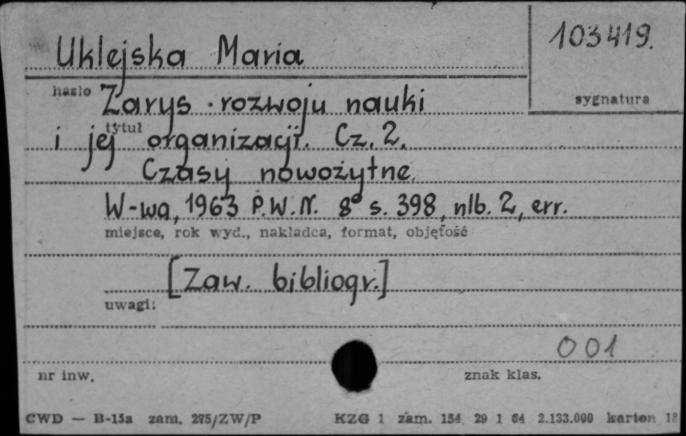 Uklejska Maria
103419.
hasło
sygnatura
Zarys rozwoju nauki
tytuł
i jej organizacji. Cz. 2.
Czasy nowożytne.
W-wa, 1963 P.W.N. 8° s. 398, nlb. 2, err.
miejsce, rok wyd., nakładca, format, objętość
[Zaw. bibliogr.]
uwagi:
001
nr inw.
znak klas.
CWD — B-15a zam. 275/ZW/P
KZG 1 zam. 154 29 1 64 2.133.000 karton